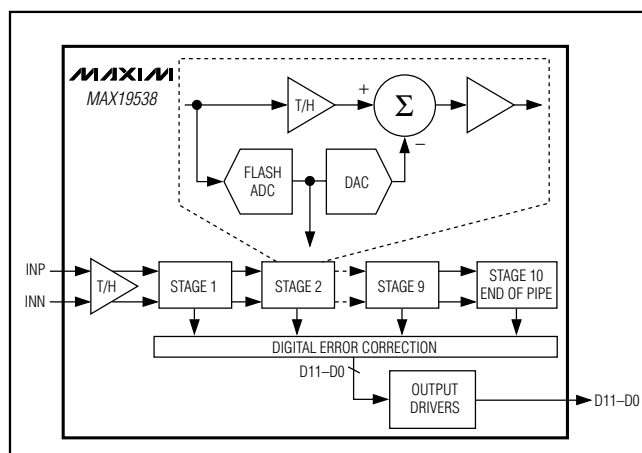 MAXIM
MAX19538
T/H
+
Σ
−
FLASH
ADC
DAC
INP
INN
T/H
STAGE 1
STAGE 2
STAGE 9
STAGE 10
END OF PIPE
DIGITAL ERROR CORRECTION
D11–D0
OUTPUT
DRIVERS
D11–D0